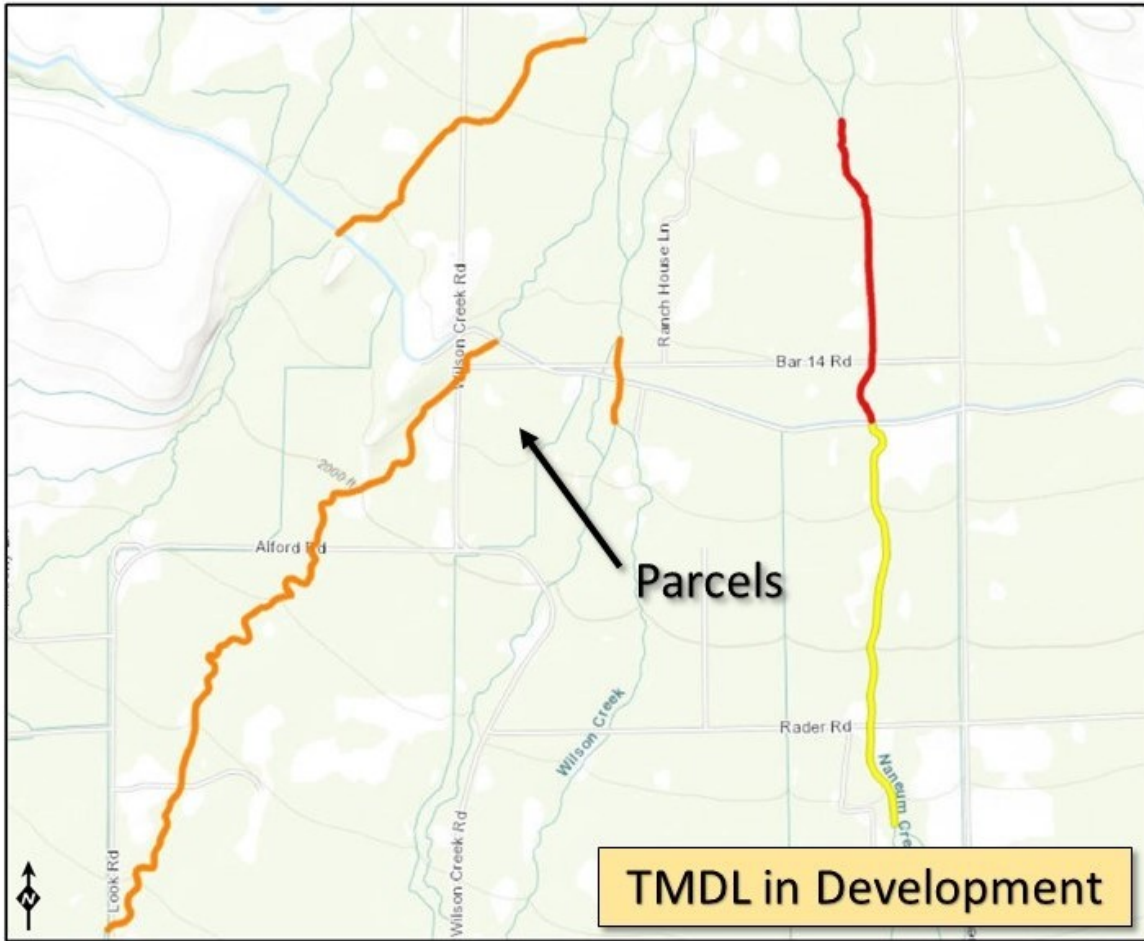 Wilson Creek Rd
Ranch House Ln
Bar 14 Rd
2000 ft
Alford Rd
Parcels
Rader Rd
Wilson Creek
Naneum Cre
Look Rd
Wilson Creek Rd
N
TMDL in Development